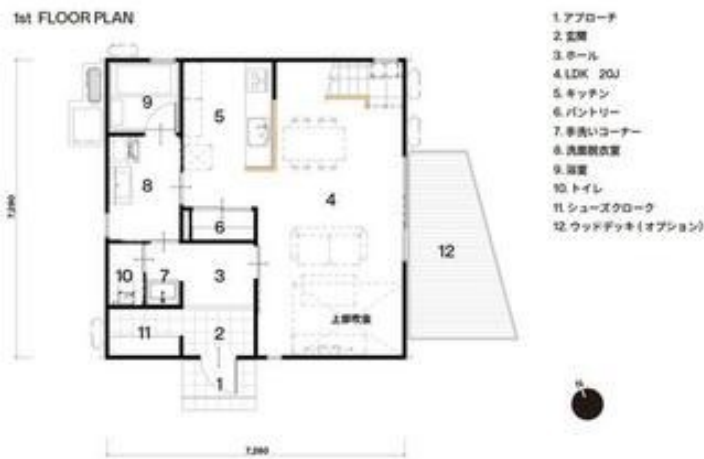 1st FLOOR PLAN
1. アプローチ
2. 玄関
3. ホール
4. LDK 20J
5. キッチン
6. パントリー
7. 手洗いコーナー
8. 洗面脱衣室
9. 浴室
10. トイレ
11. シューズクローク
12. ウッドデッキ(オプション)
9
5
8
4
6
12
10
7
3
上部吹抜
11
2
1
7,280
7,280
N